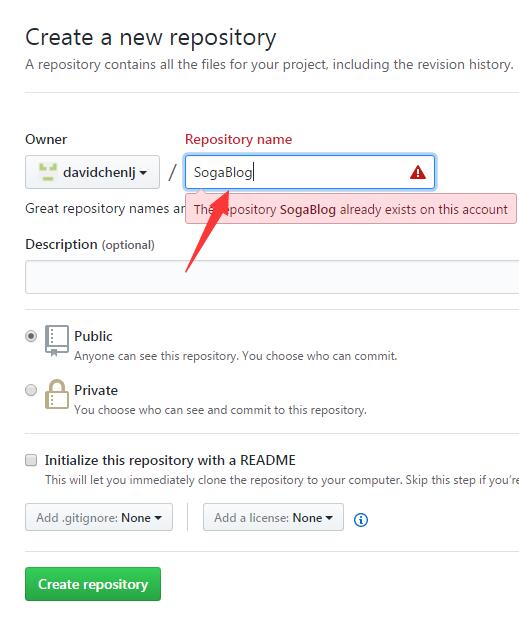 Create a new repository
A repository contains all the files for your project, including the revision history.
Owner
Repository name
davidchenlj / SogaBlog
Great repository names
The repository SogaBlog already exists on this account
Description (optional)
Public
Anyone can see this repository. You choose who can commit.
Private
You choose who can see and commit to this repository.
Initialize this repository with a README
This will let you immediately clone the repository to your computer. Skip this step if you're
Add .gitignore: None Add a license: None
Create repository